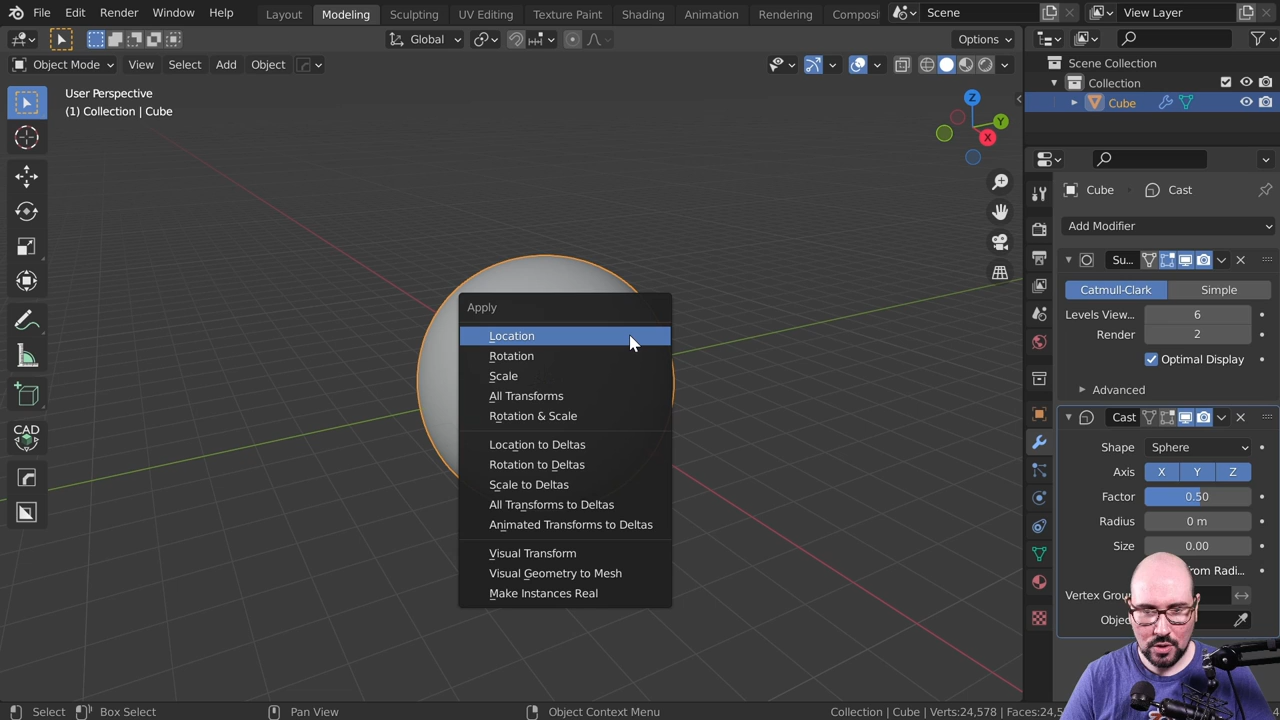 File Edit Render Window Help Layout Modeling Sculpting UV Editing Texture Paint Shading Animation Rendering Composi Scene View Layer
Global Options
Object Mode View Select Add Object
User Perspective
(1) Collection | Cube
Z
Y
X
CAD
Apply
Location
Rotation
Scale
All Transforms
Rotation & Scale
Location to Deltas
Rotation to Deltas
Scale to Deltas
All Transforms to Deltas
Animated Transforms to Deltas
Visual Transform
Visual Geometry to Mesh
Make Instances Real
Scene Collection
Collection
Cube
Cube Cast
Add Modifier
Su...
Catmull-Clark Simple
Levels View... 6
Render 2
Optimal Display
Advanced
Cast
Shape Sphere
Axis X Y Z
Factor 0.50
Radius 0 m
Size 0.00
From Radi...
Vertex Grou
Objec
Select Box Select Pan View Object Context Menu Collection | Cube | Verts:24,578 | Faces:24,5